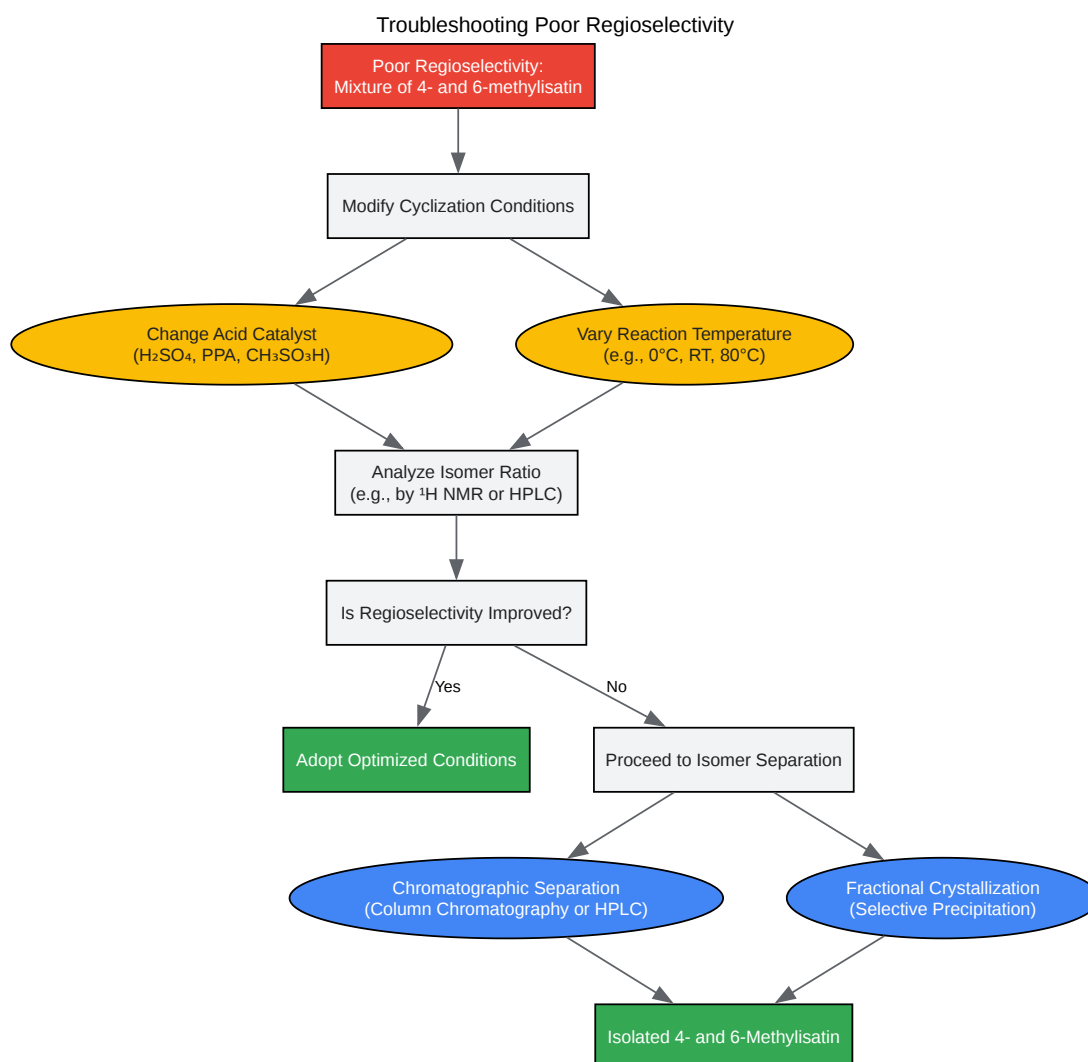 Troubleshooting Poor Regioselectivity
Poor Regioselectivity:
Mixture of 4- and 6-methylisatin
Modify Cyclization Conditions
Change Acid Catalyst
(H₂SO₄, PPA, CH₃SO₃H)
Vary Reaction Temperature
(e.g., 0°C, RT, 80°C)
Analyze Isomer Ratio
(e.g., by ¹H NMR or HPLC)
Is Regioselectivity Improved?
Yes
No
Adopt Optimized Conditions
Proceed to Isomer Separation
Chromatographic Separation
(Column Chromatography or HPLC)
Fractional Crystallization
(Selective Precipitation)
Isolated 4- and 6-Methylisatin